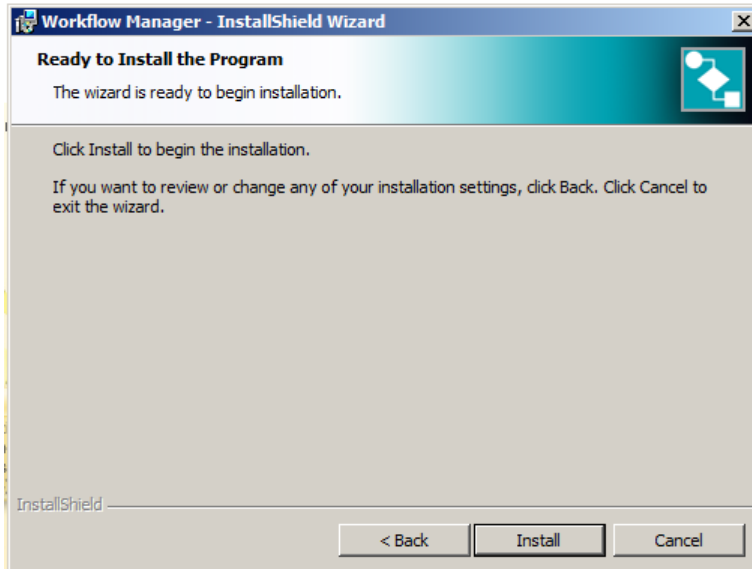 Workflow Manager - InstallShield Wizard
Ready to Install the Program
The wizard is ready to begin installation.
Click Install to begin the installation.
If you want to review or change any of your installation settings, click Back. Click Cancel to
exit the wizard.
InstallShield
< Back Install Cancel